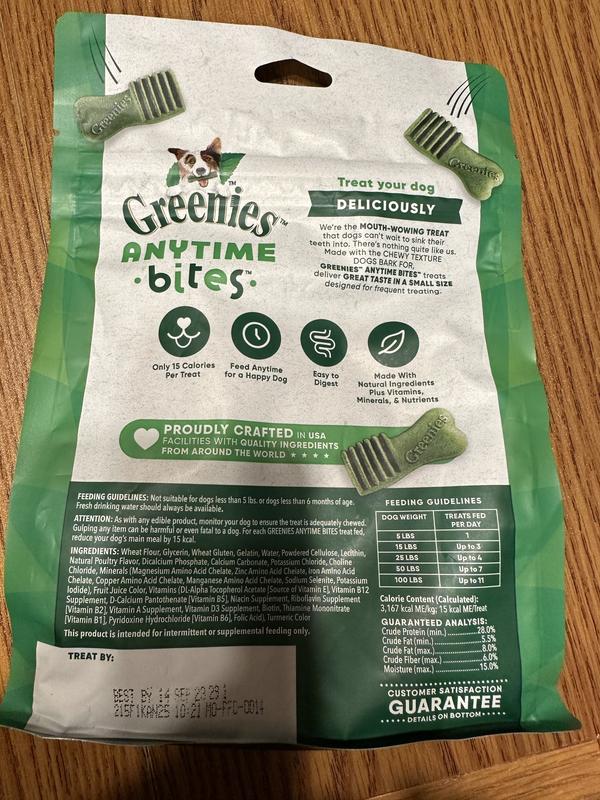 Greenies
Greenies
Greenies™
ANYTIME
bites™
Treat your dog
DELICIOUSLY
We're the MOUTH-WOWING TREAT
that dogs can't wait to sink their
teeth into. There's nothing quite like us.
Made with the CHEWY TEXTURE
DOGS BARK FOR,
GREENIES™ ANYTIME BITES™ treats
deliver GREAT TASTE IN A SMALL SIZE
designed for frequent treating.
Only 15 Calories
Per Treat
Feed Anytime
for a Happy Dog
Easy to
Digest
Made With
Natural Ingredients
Plus Vitamins,
Minerals, & Nutrients
PROUDLY CRAFTED IN USA
FACILITIES WITH QUALITY INGREDIENTS
FROM AROUND THE WORLD
Greenies
FEEDING GUIDELINES: Not suitable for dogs less than 5 lbs. or dogs less than 6 months of age.
Fresh drinking water should always be available.
ATTENTION: As with any edible product, monitor your dog to ensure the treat is adequately chewed.
Gulping any item can be harmful or even fatal to a dog. For each GREENIES ANYTIME BITES treat fed,
reduce your dog's main meal by 15 kcal.
INGREDIENTS: Wheat Flour, Glycerin, Wheat Gluten, Gelatin, Water, Powdered Cellulose, Lecithin,
Natural Poultry Flavor, Dicalcium Phosphate, Calcium Carbonate, Potassium Chloride, Choline
Chloride, Minerals (Magnesium Amino Acid Chelate, Zinc Amino Acid Chelate, Iron Amino Acid
Chelate, Copper Amino Acid Chelate, Manganese Amino Acid Chelate, Sodium Selenite, Potassium
Iodide), Fruit Juice Color, Vitamins (DL-Alpha Tocopherol Acetate [Source of Vitamin E], Vitamin B12
Supplement, D-Calcium Pantothenate [Vitamin B5], Niacin Supplement, Riboflavin Supplement
[Vitamin B2], Vitamin A Supplement, Vitamin D3 Supplement, Biotin, Thiamine Mononitrate
[Vitamin B1], Pyridoxine Hydrochloride [Vitamin B6], Folic Acid), Turmeric Color
This product is intended for intermittent or supplemental feeding only.
FEEDING GUIDELINES
DOG WEIGHT TREATS FED PER DAY
5 LBS 1
15 LBS Up to 3
25 LBS Up to 4
50 LBS Up to 7
100 LBS Up to 11
Calorie Content (Calculated):
3,167 kcal ME/kg; 15 kcal ME/Treat
GUARANTEED ANALYSIS:
Crude Protein (min.) 28.0%
Crude Fat (min.) 5.5%
Crude Fat (max.) 8.0%
Crude Fiber (max.) 6.0%
Moisture (max.) 15.0%
CUSTOMER SATISFACTION
GUARANTEE
DETAILS ON BOTTOM
TREAT BY:
BEST BY 14 SEP 20 23
215F1KAN25 10:21 MO-PFD-0014